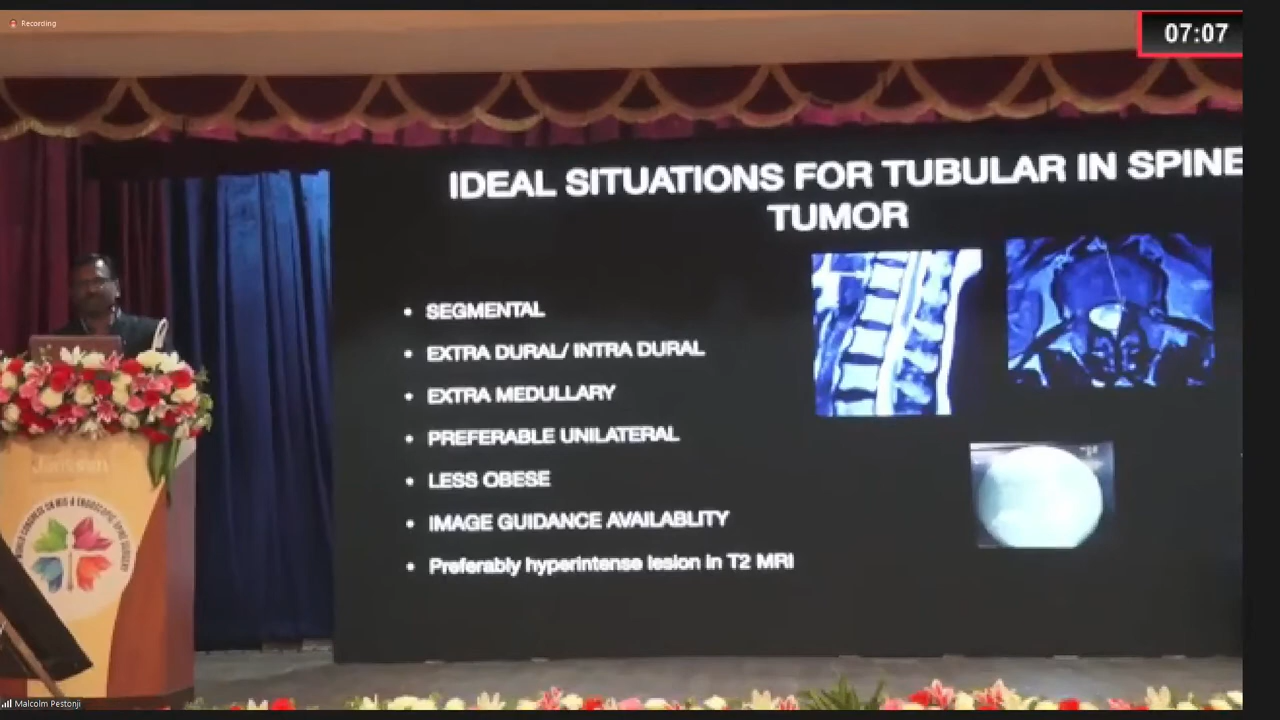 Recording
07:07
IDEAL SITUATIONS FOR TUBULAR IN SPINE
TUMOR
• SEGMENTAL
• EXTRA DURAL/ INTRA DURAL
• EXTRA MEDULLARY
• PREFERABLE UNILATERAL
• LESS OBESE
• IMAGE GUIDANCE AVAILABLITY
• Preferably hyperintense lesion in T2 MRI
Malcolm Pestonji